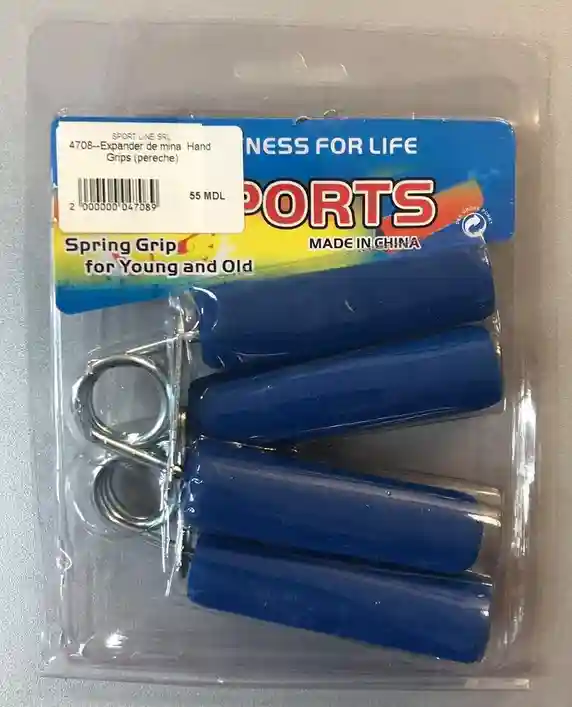 SPORT LINE SRL
4708--Expander de mina Hand
Grips (pereche)
55 MDL
2 000000 047089
NESS FOR LIFE
PORTS
MADE IN CHINA
Spring Grip
for Young and Old